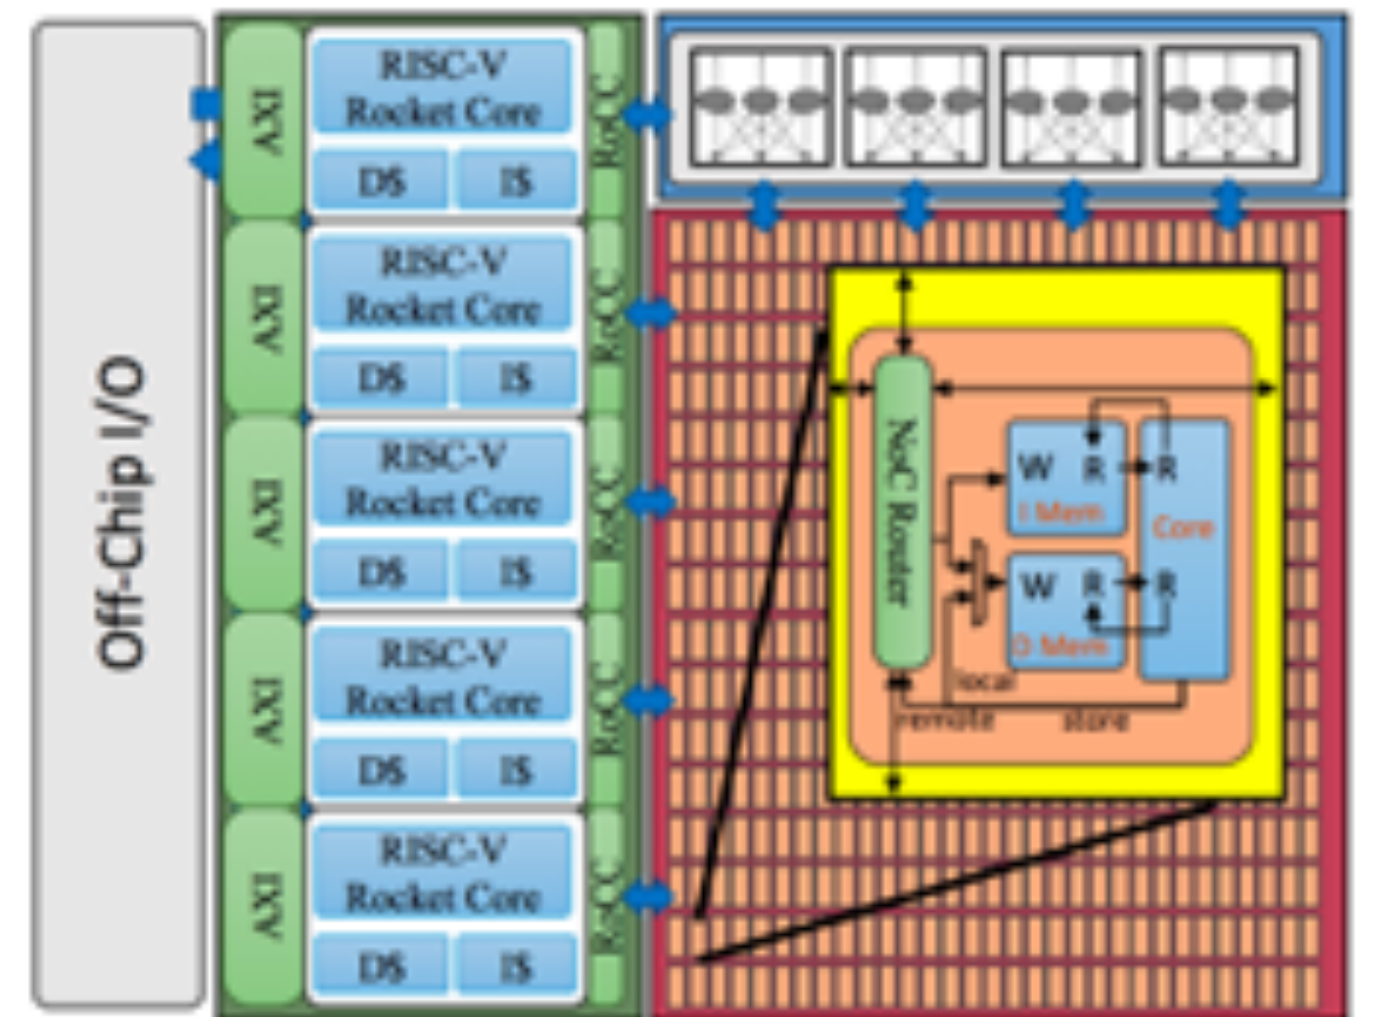 Off-Chip I/O
AXI
RISC-V
Rocket Core
D$ I$
RoCC
AXI
RISC-V
Rocket Core
D$ I$
RoCC
AXI
RISC-V
Rocket Core
D$ I$
RoCC
AXI
RISC-V
Rocket Core
D$ I$
RoCC
AXI
RISC-V
Rocket Core
D$ I$
RoCC
NoC Router
W R R
I Mem
Core
W R R
D Mem
local
remote store